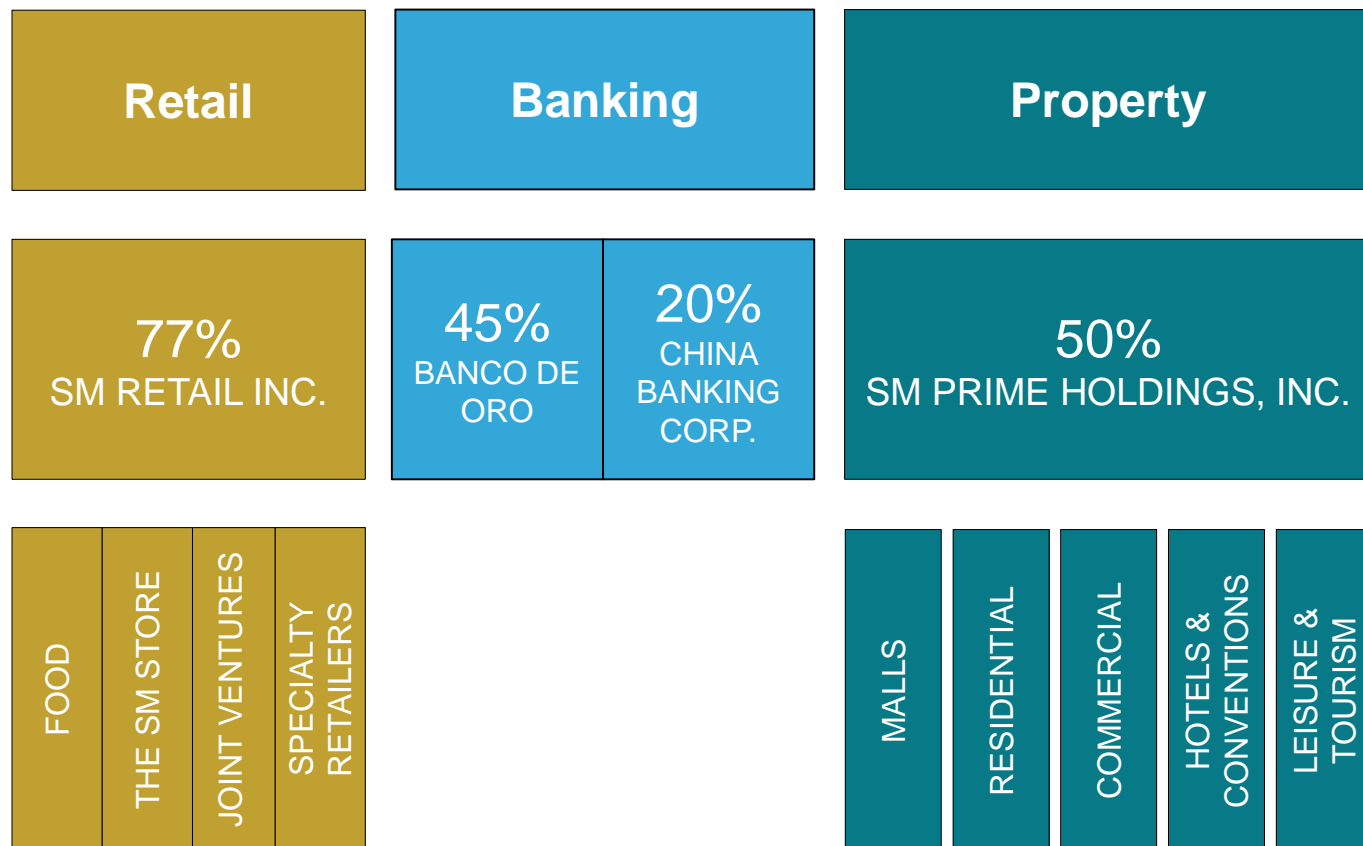 Retail
Banking
Property
77%
SM RETAIL INC.
45%
BANCO DE
ORO
20%
CHINA
BANKING
CORP.
50%
SM PRIME HOLDINGS, INC.
FOOD
THE SM STORE
JOINT VENTURES
SPECIALTY
RETAILERS
MALLS
RESIDENTIAL
COMMERCIAL
HOTELS &
CONVENTIONS
LEISURE &
TOURISM